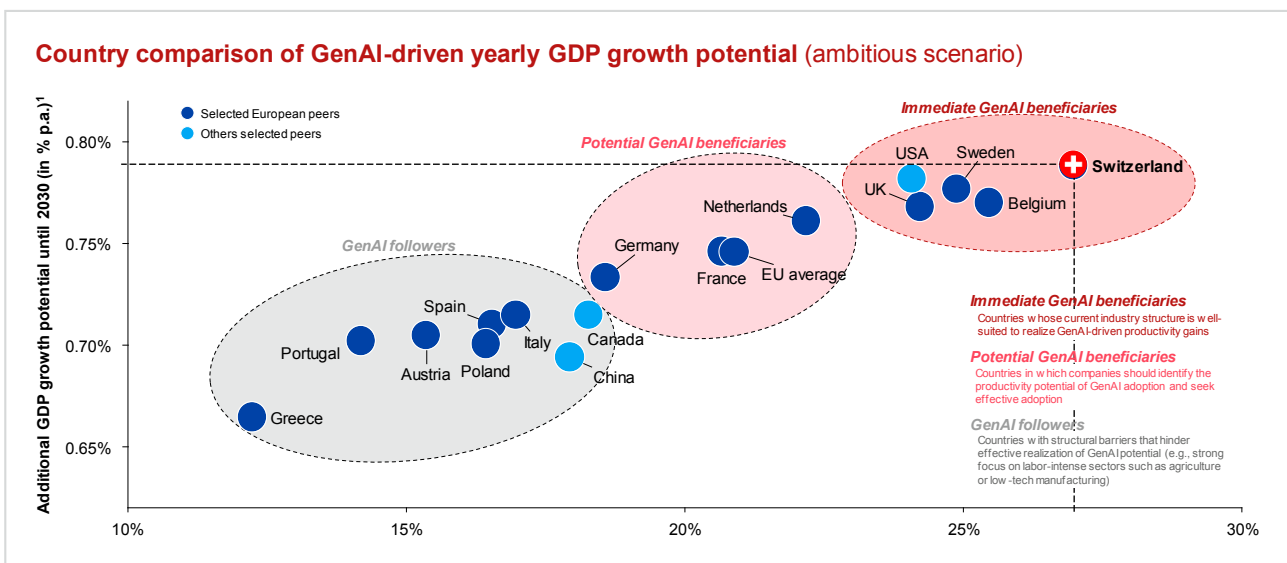 Country comparison of GenAI-driven yearly GDP growth potential (ambitious scenario)
Additional GDP growth potential until 2030 (in % p.a.)¹
Selected European peers
Others selected peers
0.80%
0.75%
0.70%
0.65%
GenAI followers
Potential GenAI beneficiaries
Immediate GenAI beneficiaries
USA
Sweden
Switzerland
UK
Belgium
Netherlands
Germany
France
EU average
Spain
Portugal
Italy
Canada
Austria
Poland
China
Greece
Immediate GenAI beneficiaries
Countries whose current industry structure is well-
suited to realize GenAI-driven productivity gains
Potential GenAI beneficiaries
Countries in which companies should identify the
productivity potential of GenAI adoption and seek
effective adoption
GenAI followers
Countries with structural barriers that hinder
effective realization of GenAI potential (e.g., strong
focus on labor-intense sectors such as agriculture
or low-tech manufacturing)
10%
15%
20%
25%
30%